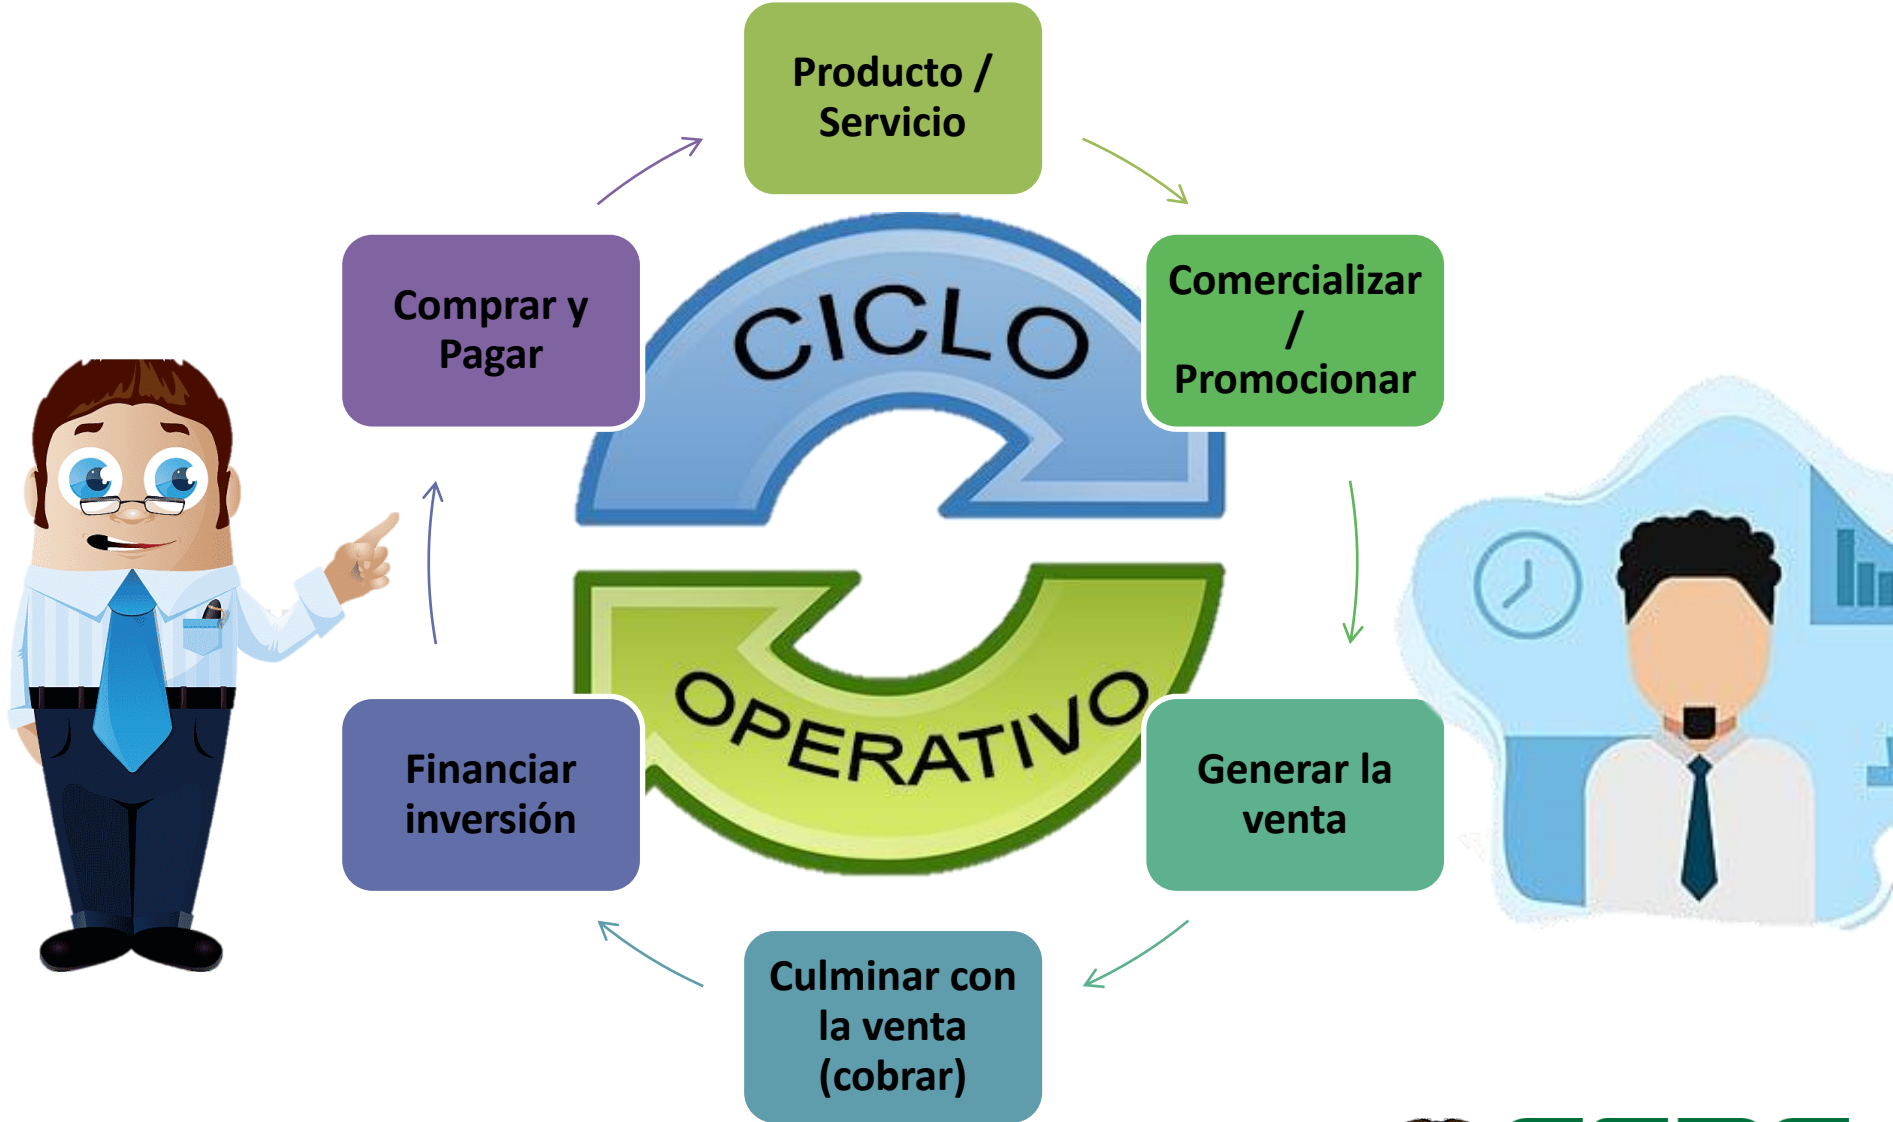 Producto /
Servicio
Comercializar
/
Promocionar
Generar la
venta
Culminar con
la venta
(cobrar)
Financiar
inversión
Comprar y
Pagar
CICLO
OPERATIVO